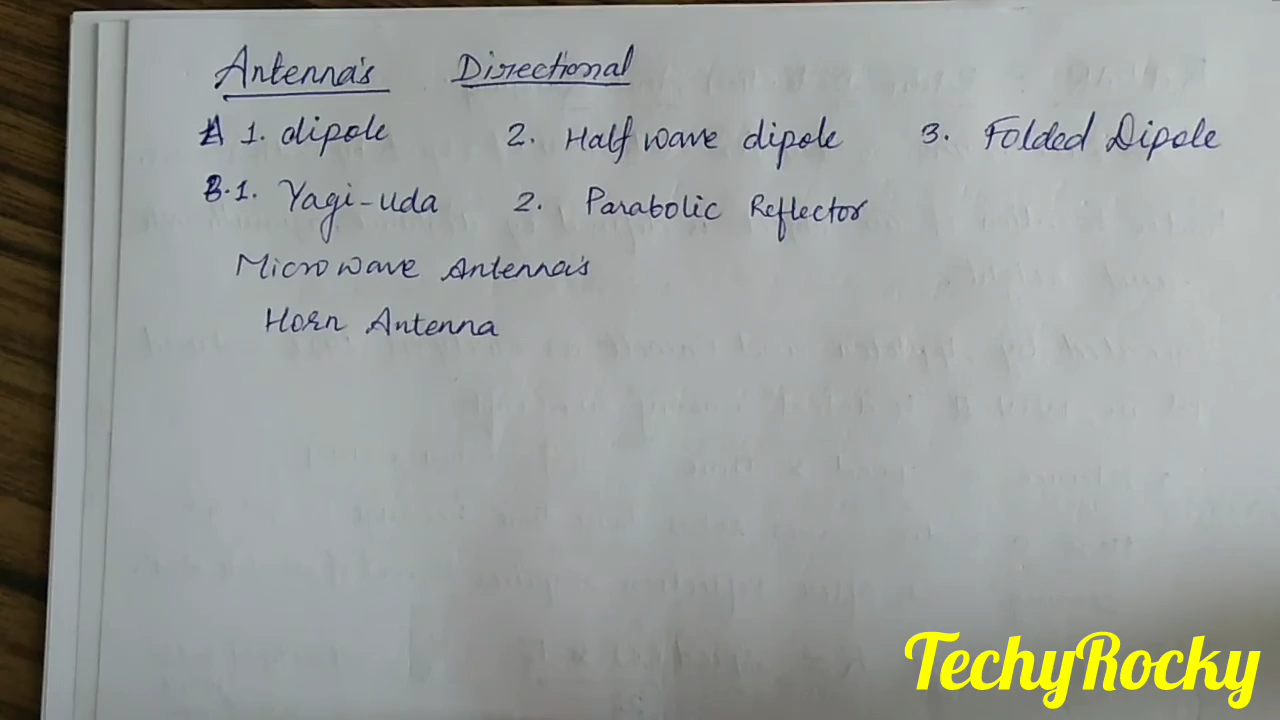 Antenna's Directional
A 1. dipole 2. Half wave dipole 3. Folded Dipole
B.1. Yagi-uda 2. Parabolic Reflector
Microwave Antenna's
Horn Antenna
TechyRocky